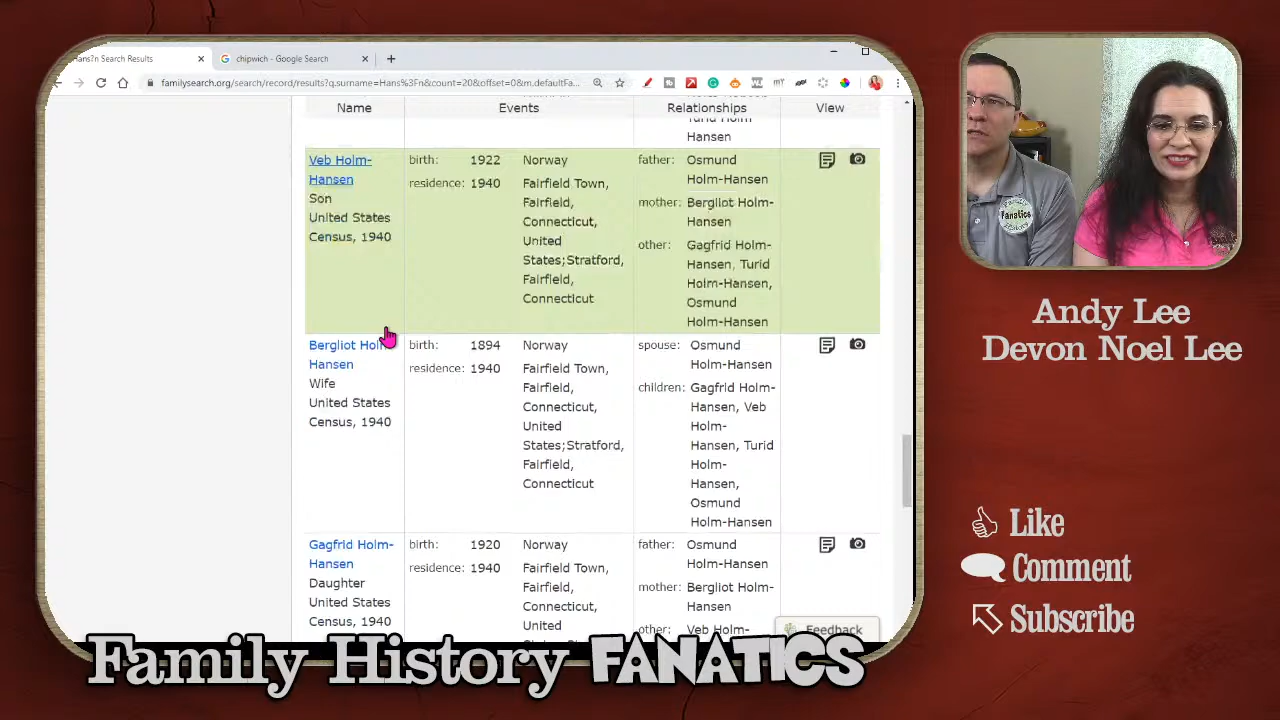 Hans?n Search Results
chipwich - Google Search
familysearch.org/search/record/results?q.surname=Hans%3Fn&count=20&offset=0&m.defaultFa...
Name Events Relationships View
Turid Holm-
Hansen
Veb Holm-
Hansen
Son
United States
Census, 1940
birth: 1922 Norway
residence: 1940 Fairfield Town,
Fairfield,
Connecticut,
United
States;Stratford,
Fairfield,
Connecticut
father: Osmund
Holm-Hansen
mother: Bergliot Holm-
Hansen
other: Gagfrid Holm-
Hansen, Turid
Holm-Hansen,
Osmund
Holm-Hansen
Bergliot Holm-
Hansen
Wife
United States
Census, 1940
birth: 1894 Norway
residence: 1940 Fairfield Town,
Fairfield,
Connecticut,
United
States;Stratford,
Fairfield,
Connecticut
spouse: Osmund
Holm-Hansen
children: Gagfrid Holm-
Hansen, Veb
Holm-
Hansen, Turid
Holm-
Hansen,
Osmund
Holm-Hansen
Gagfrid Holm-
Hansen
Daughter
United States
Census, 1940
birth: 1920 Norway
residence: 1940 Fairfield Town,
Fairfield,
Connecticut,
United
father: Osmund
Holm-Hansen
mother: Bergliot Holm-
Hansen
other: Veb Holm-
Feedback
Fanatics
Andy Lee
Devon Noel Lee
Like
Comment
Subscribe
Family History FANATICS